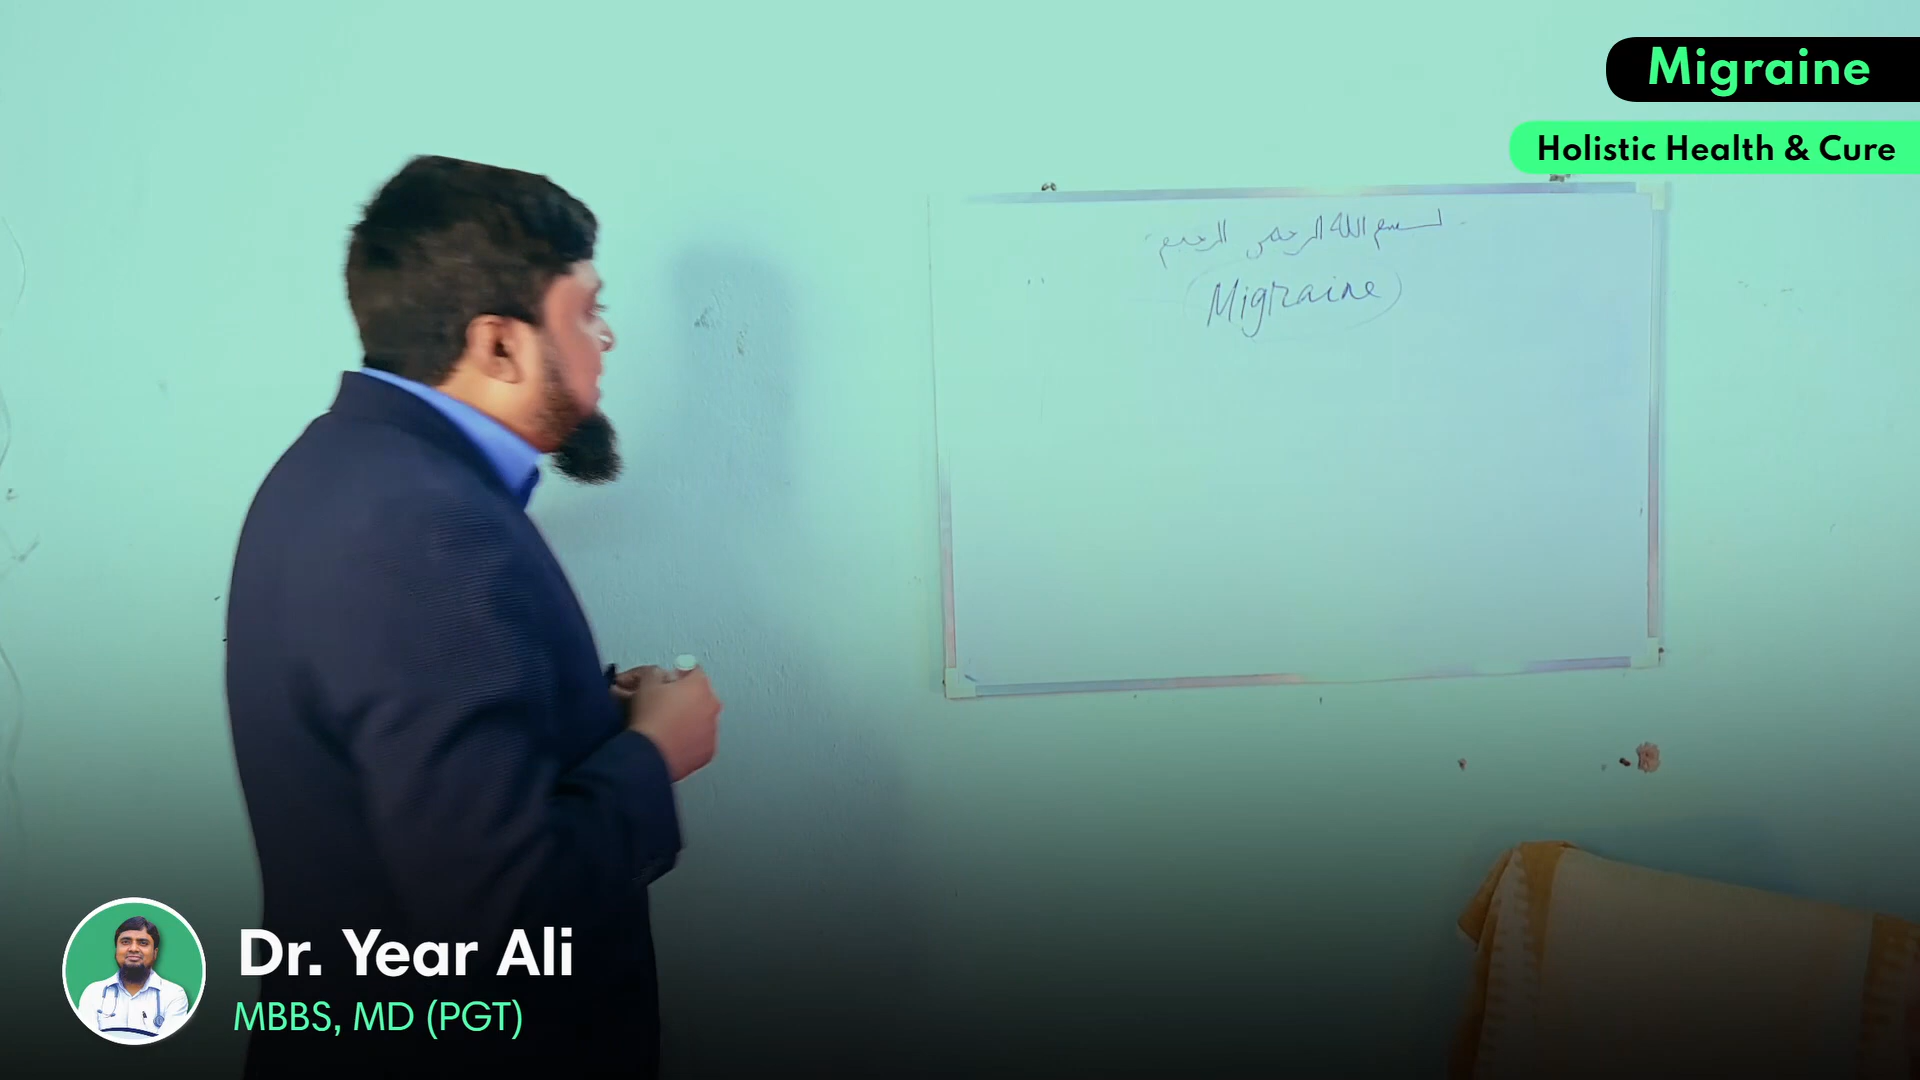 Migraine
Holistic Health & Cure
بسم الله الرحمن الرحيم
Migraine
Dr. Year Ali
MBBS, MD (PGT)